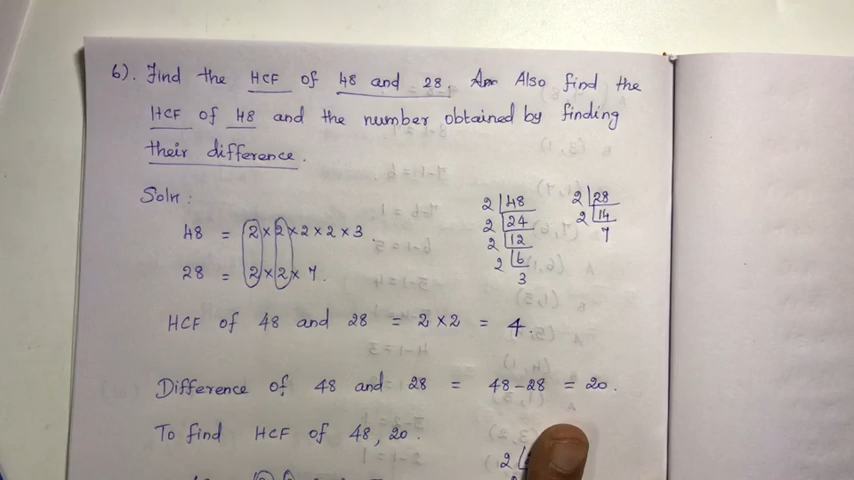 6). Find the HCF of 48 and 28. Also find the
HCF of 48 and the number obtained by finding
their difference.
Soln:
48 = 2×2×2×2×3
28 = 2×2×7.
2 48
2 24
2 12
2 6
3
2 28
2 14
7
HCF of 48 and 28 = 2×2 = 4.
Difference of 48 and 28 = 48-28 = 20.
To find HCF of 48, 20.
2